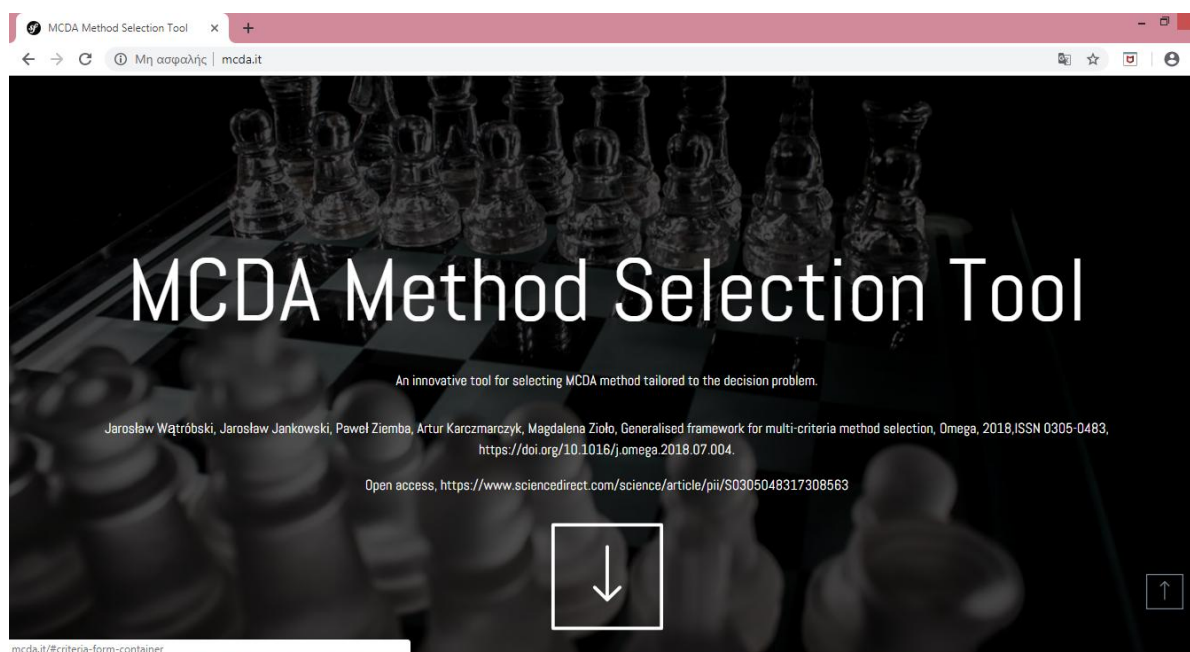 MCDA Method Selection Tool
Μη ασφαλής | mcda.it
MCDA Method Selection Tool
An innovative tool for selecting MCDA method tailored to the decision problem.
Jarosław Wątróbski, Jarosław Jankowski, Paweł Ziemba, Artur Karczmarczyk, Magdalena Zioło, Generalised framework for multi-criteria method selection, Omega, 2018,ISSN 0305-0483,
https://doi.org/10.1016/j.omega.2018.07.004.
Open access, https://www.sciencedirect.com/science/article/pii/S0305048317308563
mcda.it/#criteria-form-container